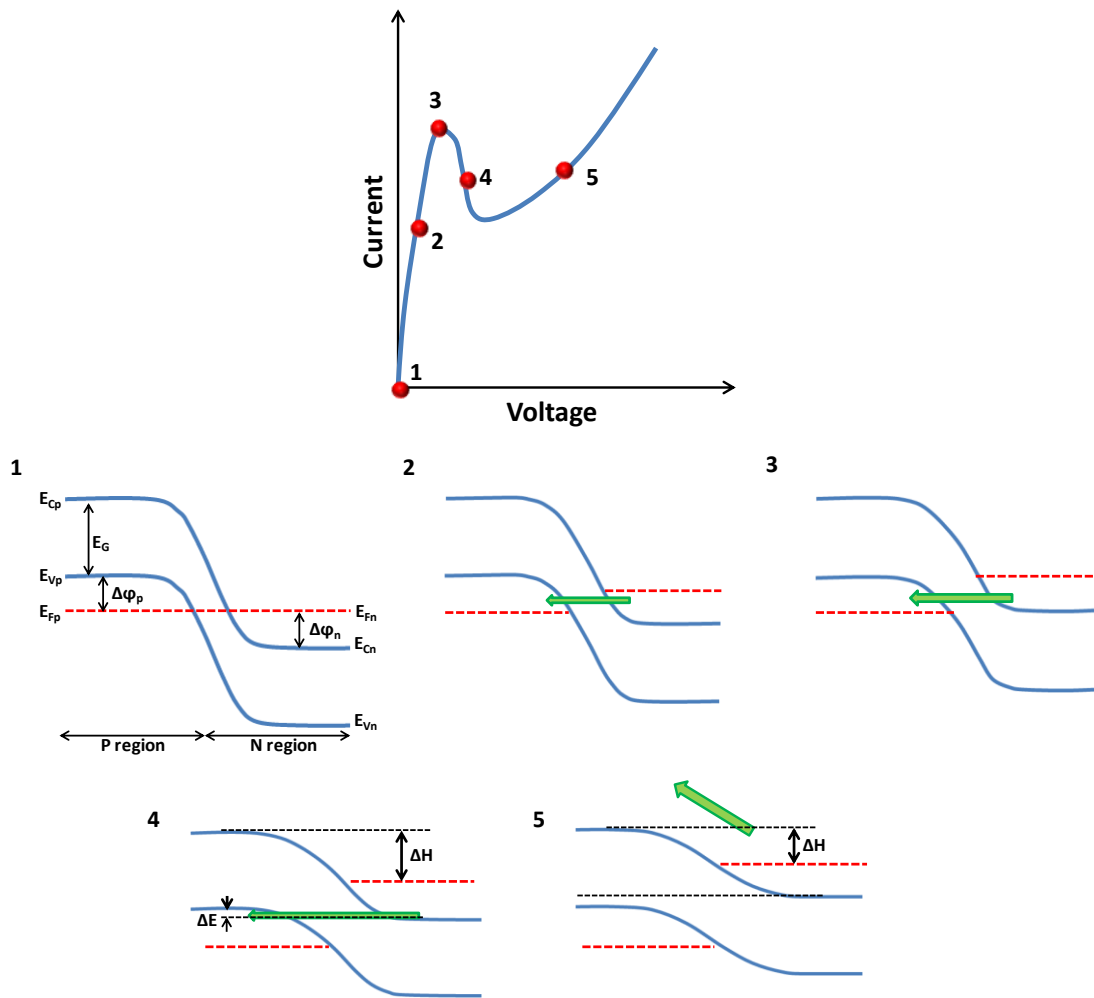 3
4
5
2
Current
1
Voltage
1
2
3
E_Cp
E_G
E_Vp
Δφ_p
E_Fp
E_Fn
Δφ_n
E_Cn
E_Vn
P region
N region
4
5
ΔH
ΔH
ΔE